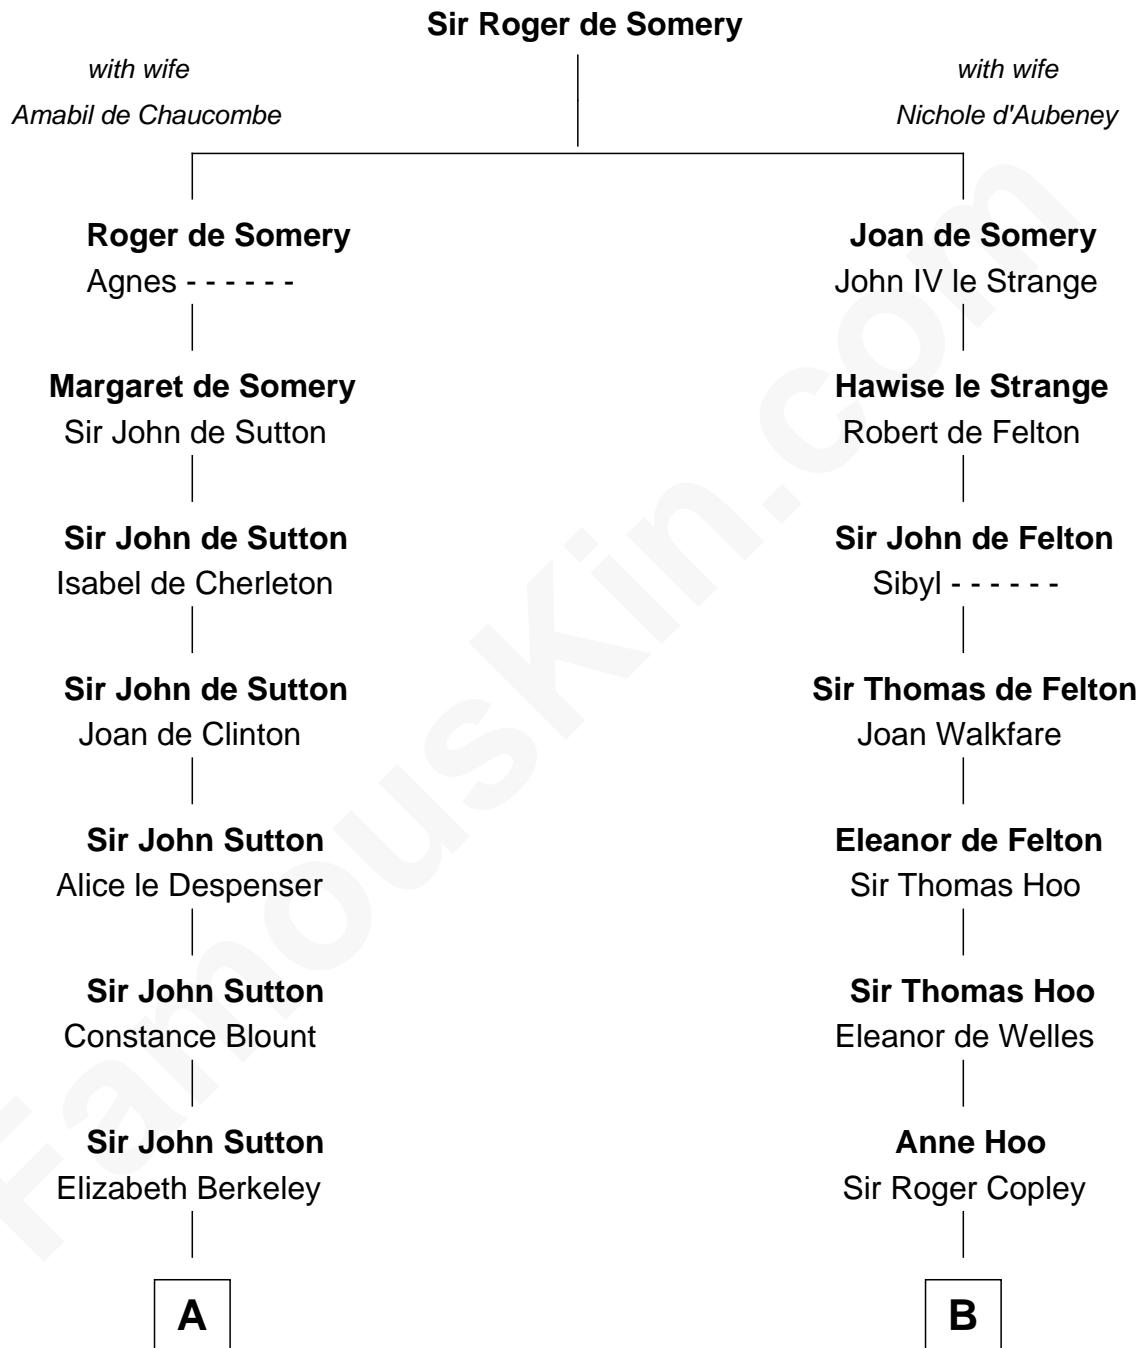 Sir Roger de Somery
with wife
Amabil de Chaucombe
with wife
Nichole d'Aubeney
Roger de Somery
Agnes - - - - - -
Joan de Somery
John IV le Strange
Margaret de Somery
Sir John de Sutton
Hawise le Strange
Robert de Felton
Sir John de Sutton
Isabel de Cherleton
Sir John de Felton
Sibyl - - - - - -
Sir John de Sutton
Joan de Clinton
Sir Thomas de Felton
Joan Walkfare
Sir John Sutton
Alice le Despenser
Eleanor de Felton
Sir Thomas Hoo
Sir John Sutton
Constance Blount
Sir Thomas Hoo
Eleanor de Welles
Sir John Sutton
Elizabeth Berkeley
Anne Hoo
Sir Roger Copley
A
B
FamousKin.com